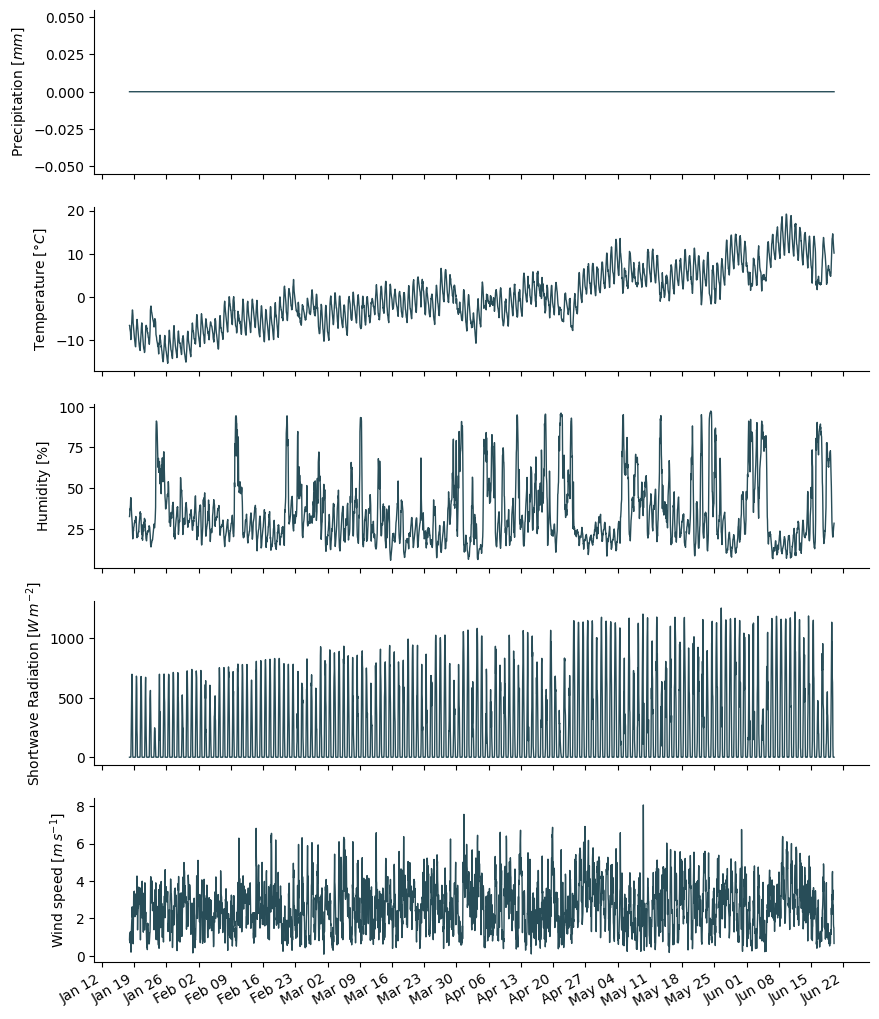 Precipitation [mm]
0.050
0.025
0.000
−0.025
−0.050
Temperature [°C]
20
10
0
−10
Humidity [%]
100
75
50
25
Shortwave Radiation [W m⁻²]
1000
500
0
Wind speed [m s⁻¹]
8
6
4
2
0
Jan 12
Jan 19
Jan 26
Feb 02
Feb 09
Feb 16
Feb 23
Mar 02
Mar 09
Mar 16
Mar 23
Mar 30
Apr 06
Apr 13
Apr 20
Apr 27
May 04
May 11
May 18
May 25
Jun 01
Jun 08
Jun 15
Jun 22